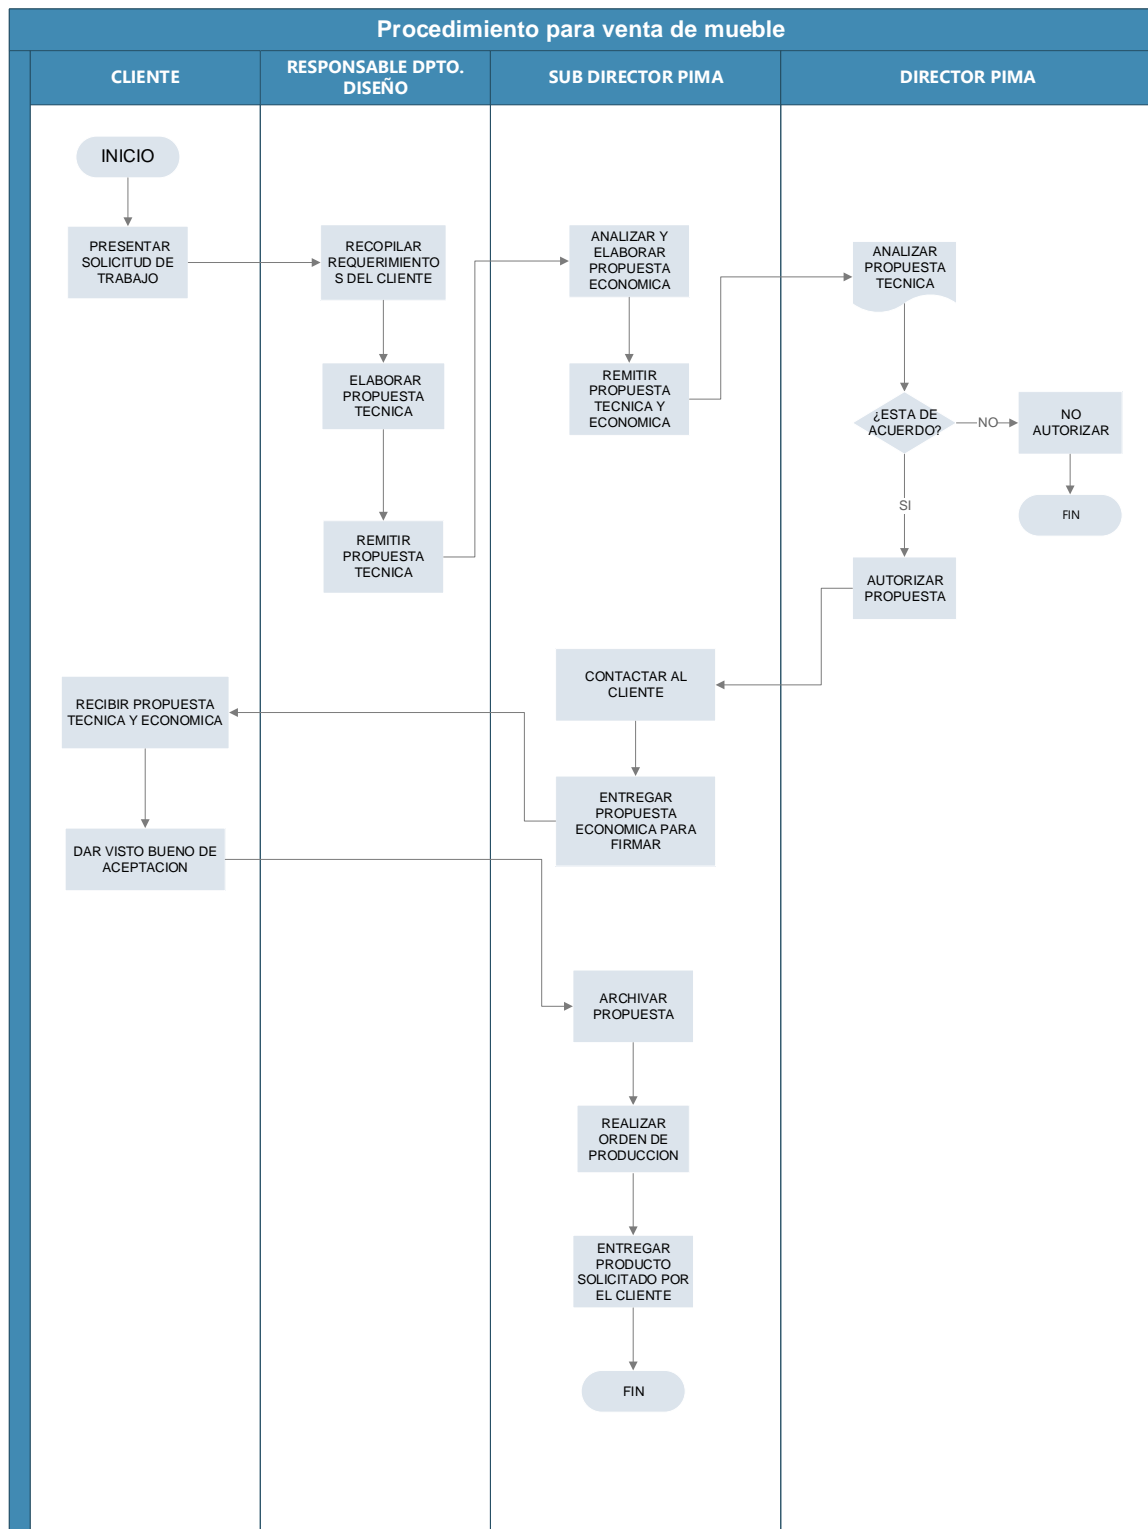 Procedimiento para venta de mueble
CLIENTE
RESPONSABLE DPTO.
DISEÑO
SUB DIRECTOR PIMA
DIRECTOR PIMA
INICIO
PRESENTAR
SOLICITUD DE
TRABAJO
RECOPILAR
REQUERIMIENTO
S DEL CLIENTE
ANALIZAR Y
ELABORAR
PROPUESTA
ECONOMICA
ANALIZAR
PROPUESTA
TECNICA
ELABORAR
PROPUESTA
TECNICA
REMITIR
PROPUESTA
TECNICA Y
ECONOMICA
¿ESTA DE
ACUERDO?
NO
NO
AUTORIZAR
SI
FIN
REMITIR
PROPUESTA
TECNICA
AUTORIZAR
PROPUESTA
CONTACTAR AL
CLIENTE
RECIBIR PROPUESTA
TECNICA Y ECONOMICA
ENTREGAR
PROPUESTA
ECONOMICA PARA
FIRMAR
DAR VISTO BUENO DE
ACEPTACION
ARCHIVAR
PROPUESTA
REALIZAR
ORDEN DE
PRODUCCION
ENTREGAR
PRODUCTO
SOLICITADO POR
EL CLIENTE
FIN